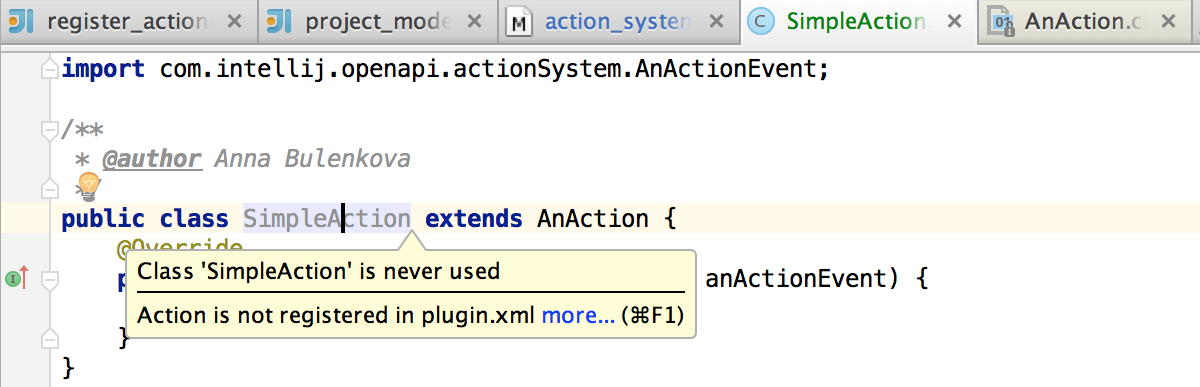 register_action
project_mode
action_system
SimpleAction.
AnAction.c
import com.intellij.openapi.actionSystem.AnActionEvent;
/**
* @author Anna Bulenkova
*/
public class SimpleAction extends AnAction {
@Override
Class 'SimpleAction' is never used
p anActionEvent) {
Action is not registered in plugin.xml more... (⌘F1)
}
}